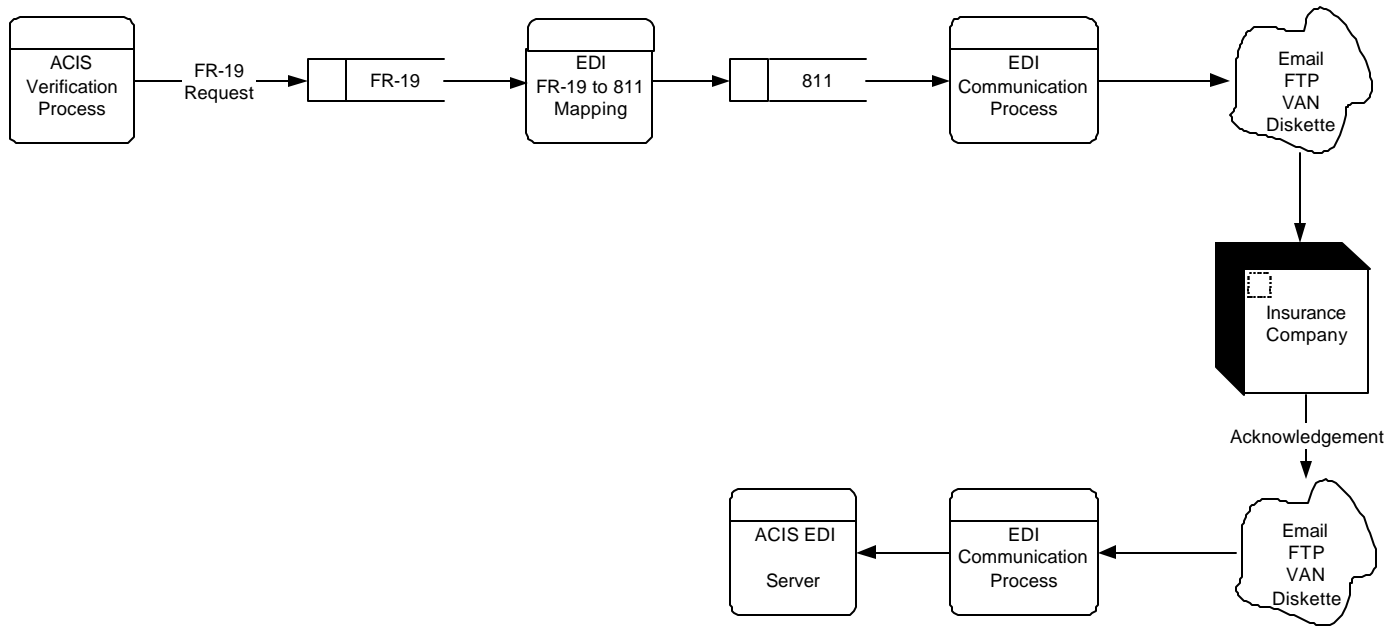 ACIS
Verification
Process
FR-19
Request
FR-19
EDI
FR-19 to 811
Mapping
811
EDI
Communication
Process
Email
FTP
VAN
Diskette
Insurance
Company
Acknowledgement
ACIS EDI
Server
EDI
Communication
Process
Email
FTP
VAN
Diskette